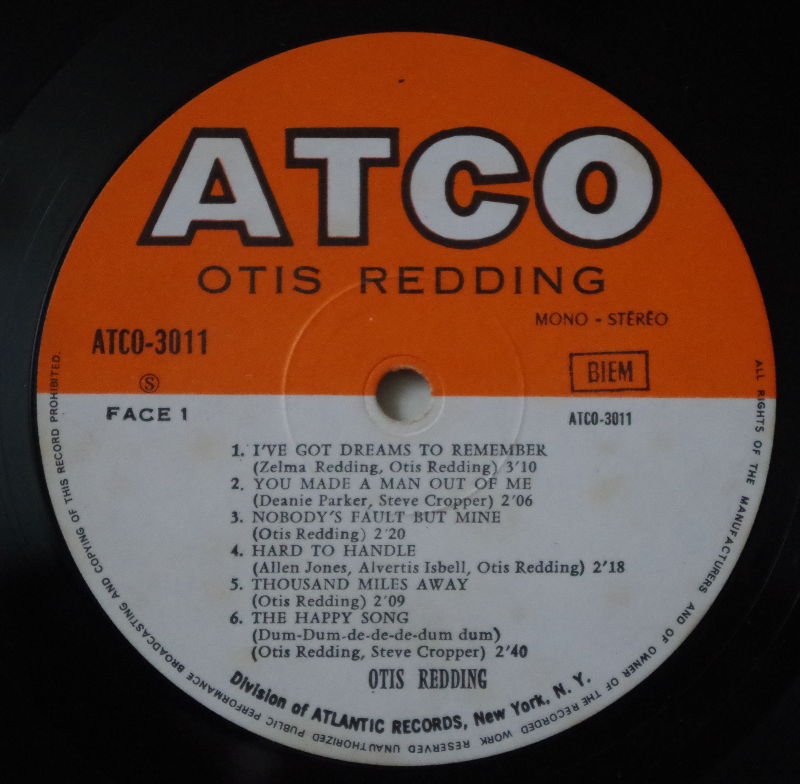 ATCO
OTIS REDDING
MONO - STÉRÉO
ATCO-3011
BIEM
S
FACE 1
ATCO-3011
1. I'VE GOT DREAMS TO REMEMBER
(Zelma Redding, Otis Redding) 3'10
2. YOU MADE A MAN OUT OF ME
(Deanie Parker, Steve Cropper) 2'06
3. NOBODY'S FAULT BUT MINE
(Otis Redding) 2'20
4. HARD TO HANDLE
(Allen Jones, Alvertis Isbell, Otis Redding) 2'18
5. THOUSAND MILES AWAY
(Otis Redding) 2'09
6. THE HAPPY SONG
(Dum-Dum-de-de-de-dum dum)
(Otis Redding, Steve Cropper) 2'40
OTIS REDDING
Division of ATLANTIC RECORDS, New York, N. Y.
ALL RIGHTS OF THE MANUFACTURERS AND OF OWNER OF THE RECORDED WORK RESERVED UNAUTHORIZED PUBLIC PERFORMANCE BROADCASTING AND COPYING OF THIS RECORD PROHIBITED.